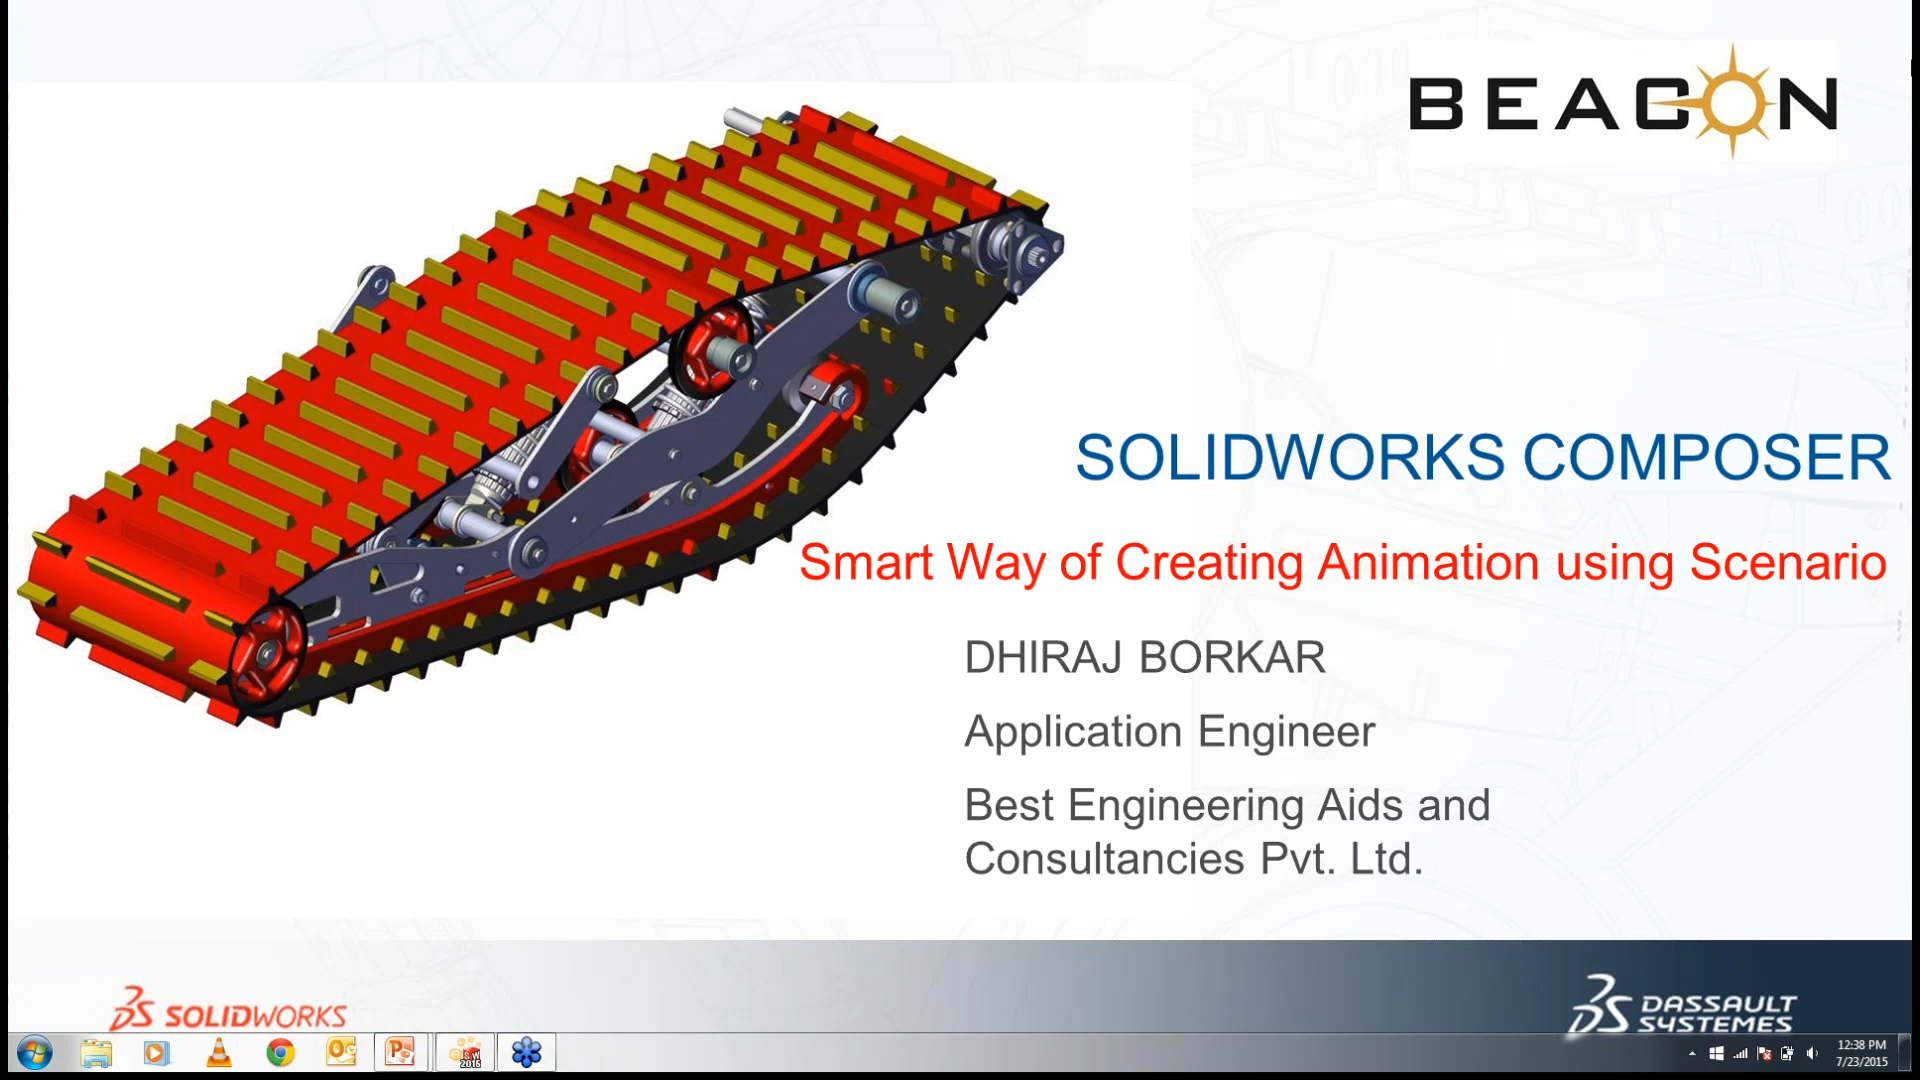 BEACON
SOLIDWORKS COMPOSER
Smart Way of Creating Animation using Scenario
DHIRAJ BORKAR
Application Engineer
Best Engineering Aids and
Consultancies Pvt. Ltd.
SOLIDWORKS
DASSAULT
SYSTEMES
12:38 PM
7/23/2015